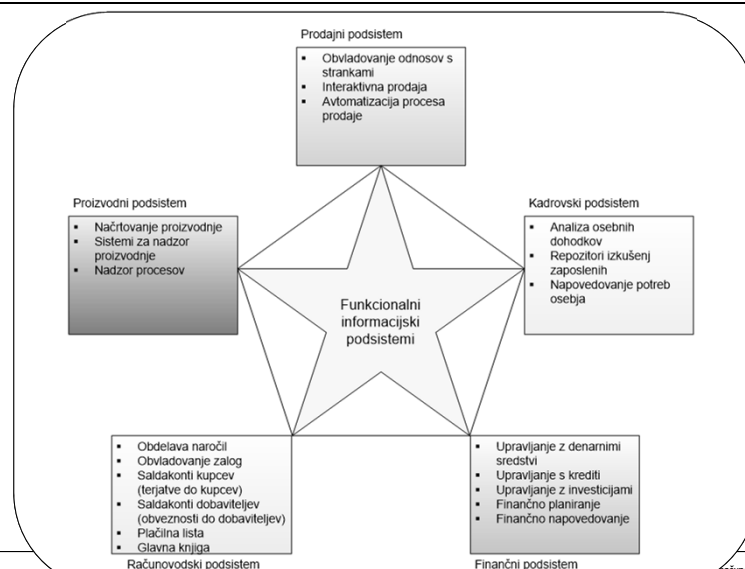 Prodajni podsistem
▪ Obvladovanje odnosov s
strankami
▪ Interaktivna prodaja
▪ Avtomatizacija procesa
prodaje
Proizvodni podsistem
▪ Načrtovanje proizvodnje
▪ Sistemi za nadzor
proizvodnje
▪ Nadzor procesov
Kadrovski podsistem
▪ Analiza osebnih
dohodkov
▪ Repozitori izkušenj
zaposlenih
▪ Napovedovanje potreb
osebja
Funkcionalni
informacijski
podsistemi
▪ Obdelava naročil
▪ Obvladovanje zalog
▪ Saldakonti kupcev
(terjatve do kupcev)
▪ Saldakonti dobaviteljev
(obveznosti do dobaviteljev)
▪ Plačilna lista
▪ Glavna knjiga
Računovodski podsistem
▪ Upravljanje z denarnimi
sredstvi
▪ Upravljanje s krediti
▪ Upravljanje z investicijami
▪ Finančno planiranje
▪ Finančno napovedovanje
Finančni podsistem